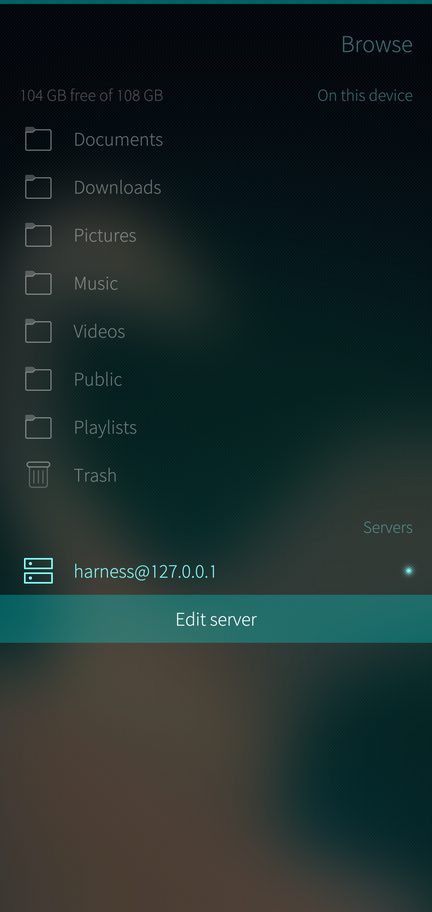 Browse
104 GB free of 108 GB
On this device
Documents
Downloads
Pictures
Music
Videos
Public
Playlists
Trash
Servers
harness@127.0.0.1
Edit server